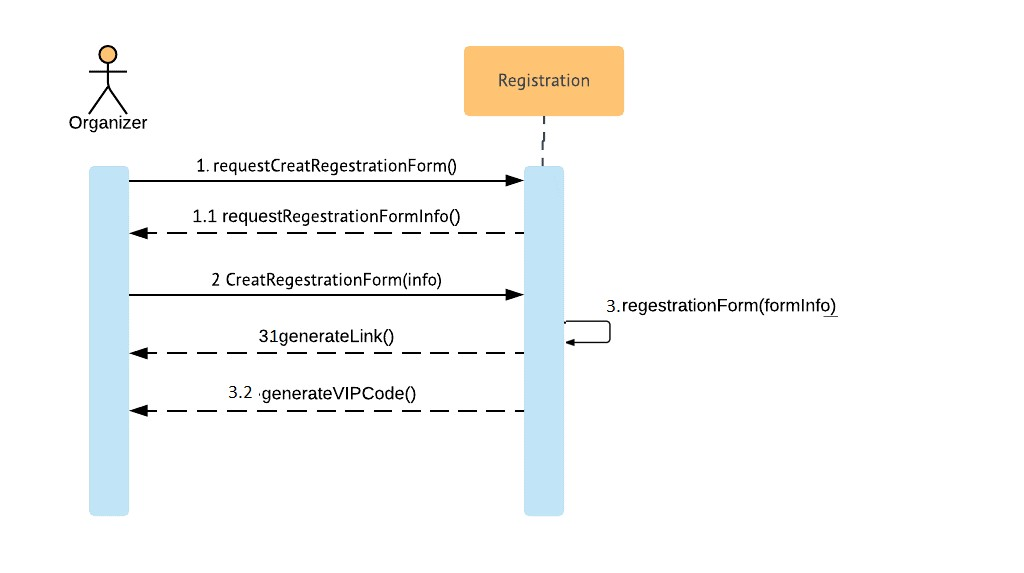 Registration
Organizer
1. requestCreatRegestrationForm()
1.1 requestRegestrationFormInfo()
2 CreatRegestrationForm(info)
3.regestrationForm(formInfo)
31generateLink()
3.2 generateVIPCode()